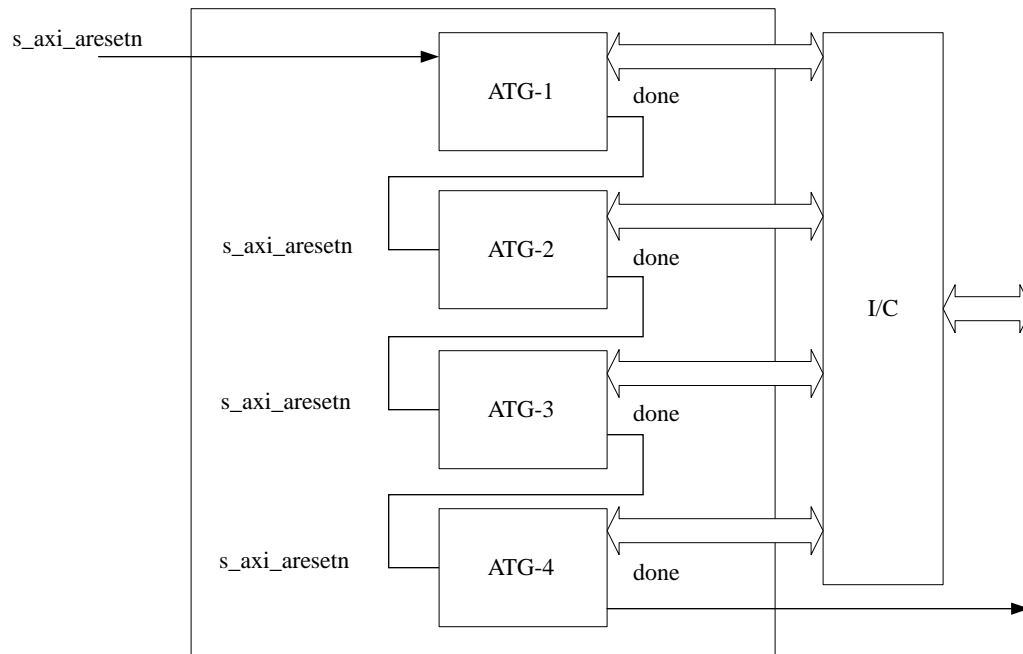 s_axi_aresetn
ATG-1
done
s_axi_aresetn
ATG-2
done
I/C
s_axi_aresetn
ATG-3
done
s_axi_aresetn
ATG-4
done